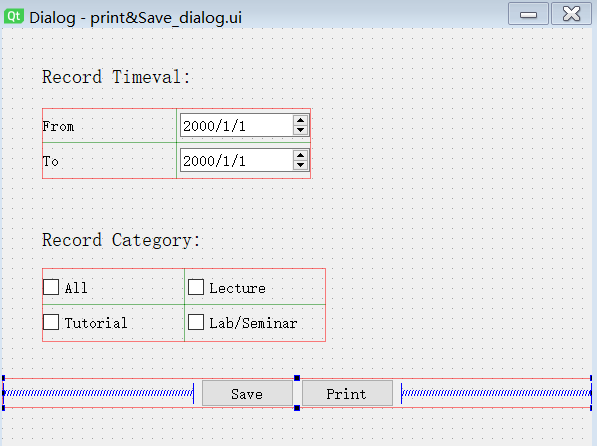 Qt Dialog - print&Save_dialog.ui
Record Timeval:
From 2000/1/1
To 2000/1/1
Record Category:
All Lecture
Tutorial Lab/Seminar
Save Print